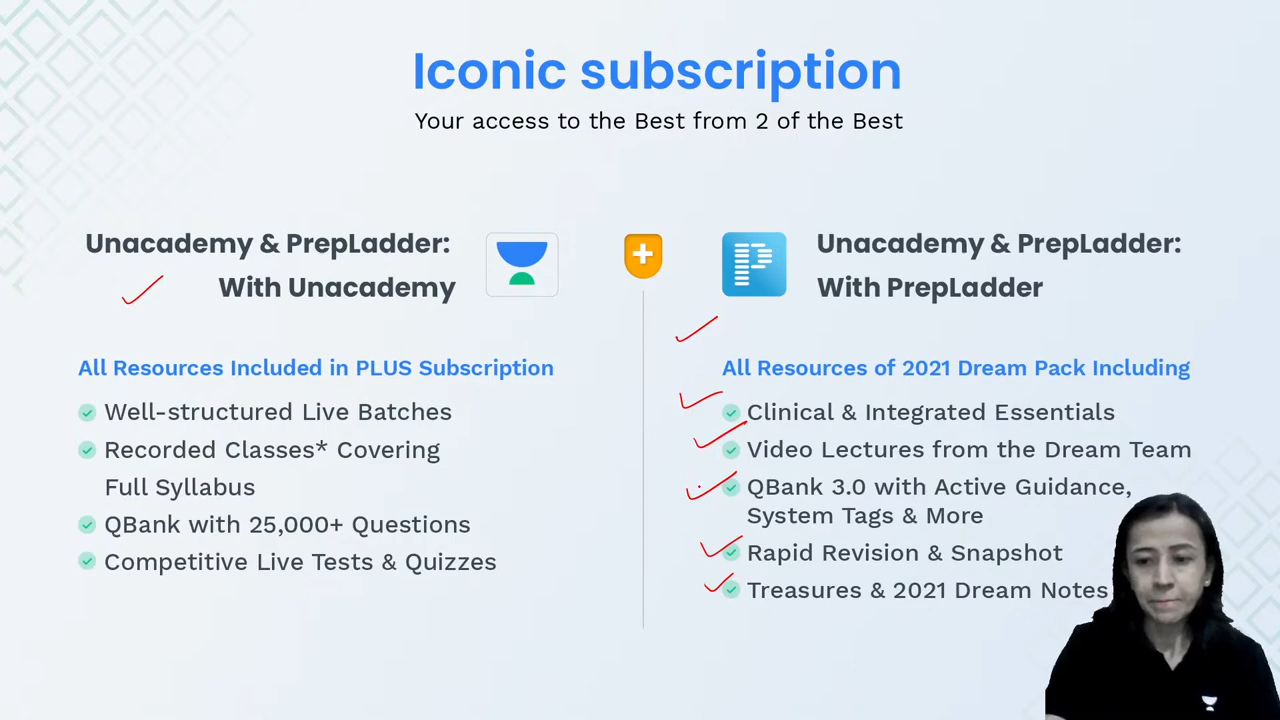 Iconic subscription
Your access to the Best from 2 of the Best
Unacademy & PrepLadder:
With Unacademy
All Resources Included in PLUS Subscription
Well-structured Live Batches
Recorded Classes* Covering
Full Syllabus
QBank with 25,000+ Questions
Competitive Live Tests & Quizzes
Unacademy & PrepLadder:
With PrepLadder
All Resources of 2021 Dream Pack Including
Clinical & Integrated Essentials
Video Lectures from the Dream Team
QBank 3.0 with Active Guidance,
System Tags & More
Rapid Revision & Snapshot
Treasures & 2021 Dream Notes